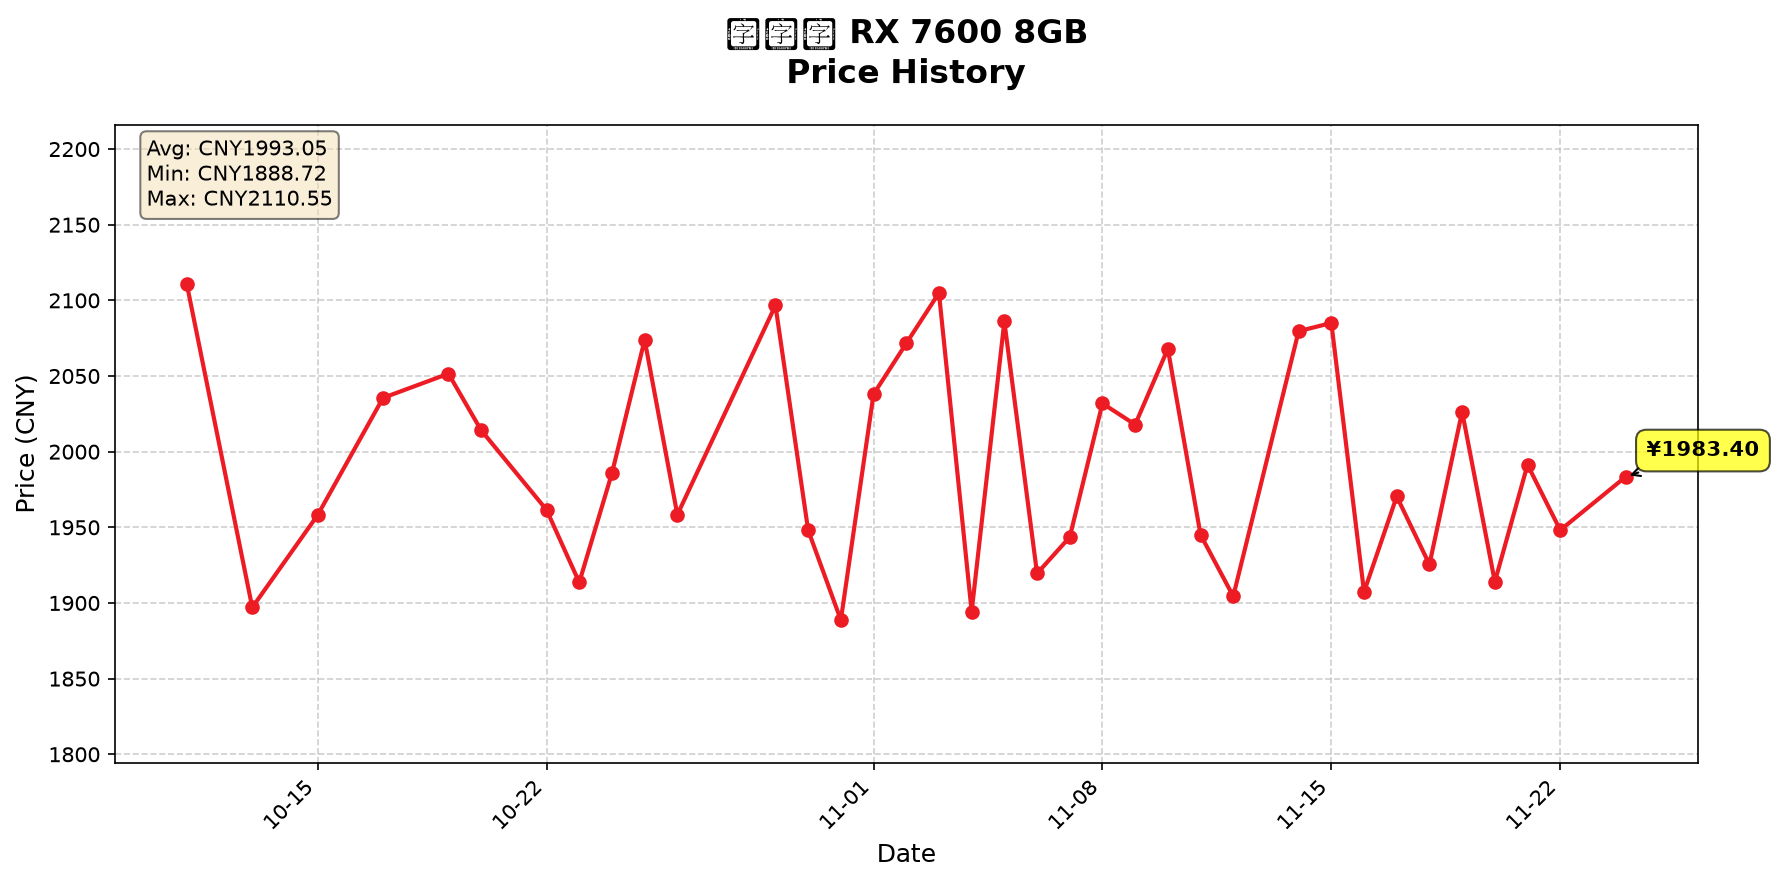 RX 7600 8GB
Price History
Avg: CNY1993.05
Min: CNY1888.72
Max: CNY2110.55
2200
2150
2100
2050
2000
1950
1900
1850
1800
Price (CNY)
¥1983.40
10-15
10-22
11-01
11-08
11-15
11-22
Date